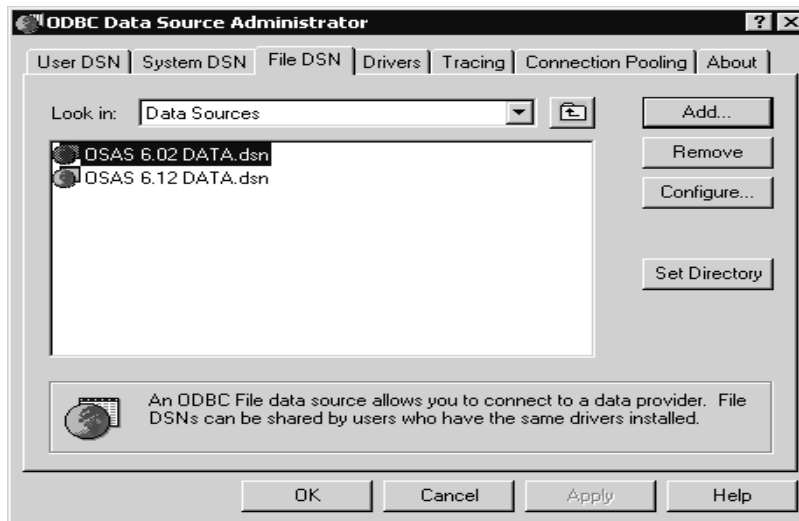 ODBC Data Source Administrator
User DSN System DSN File DSN Drivers Tracing Connection Pooling About
Look in: Data Sources
Add...
OSAS 6.02 DATA.dsn
Remove
OSAS 6.12 DATA.dsn
Configure...
Set Directory
An ODBC File data source allows you to connect to a data provider. File
DSNs can be shared by users who have the same drivers installed.
OK Cancel Apply Help